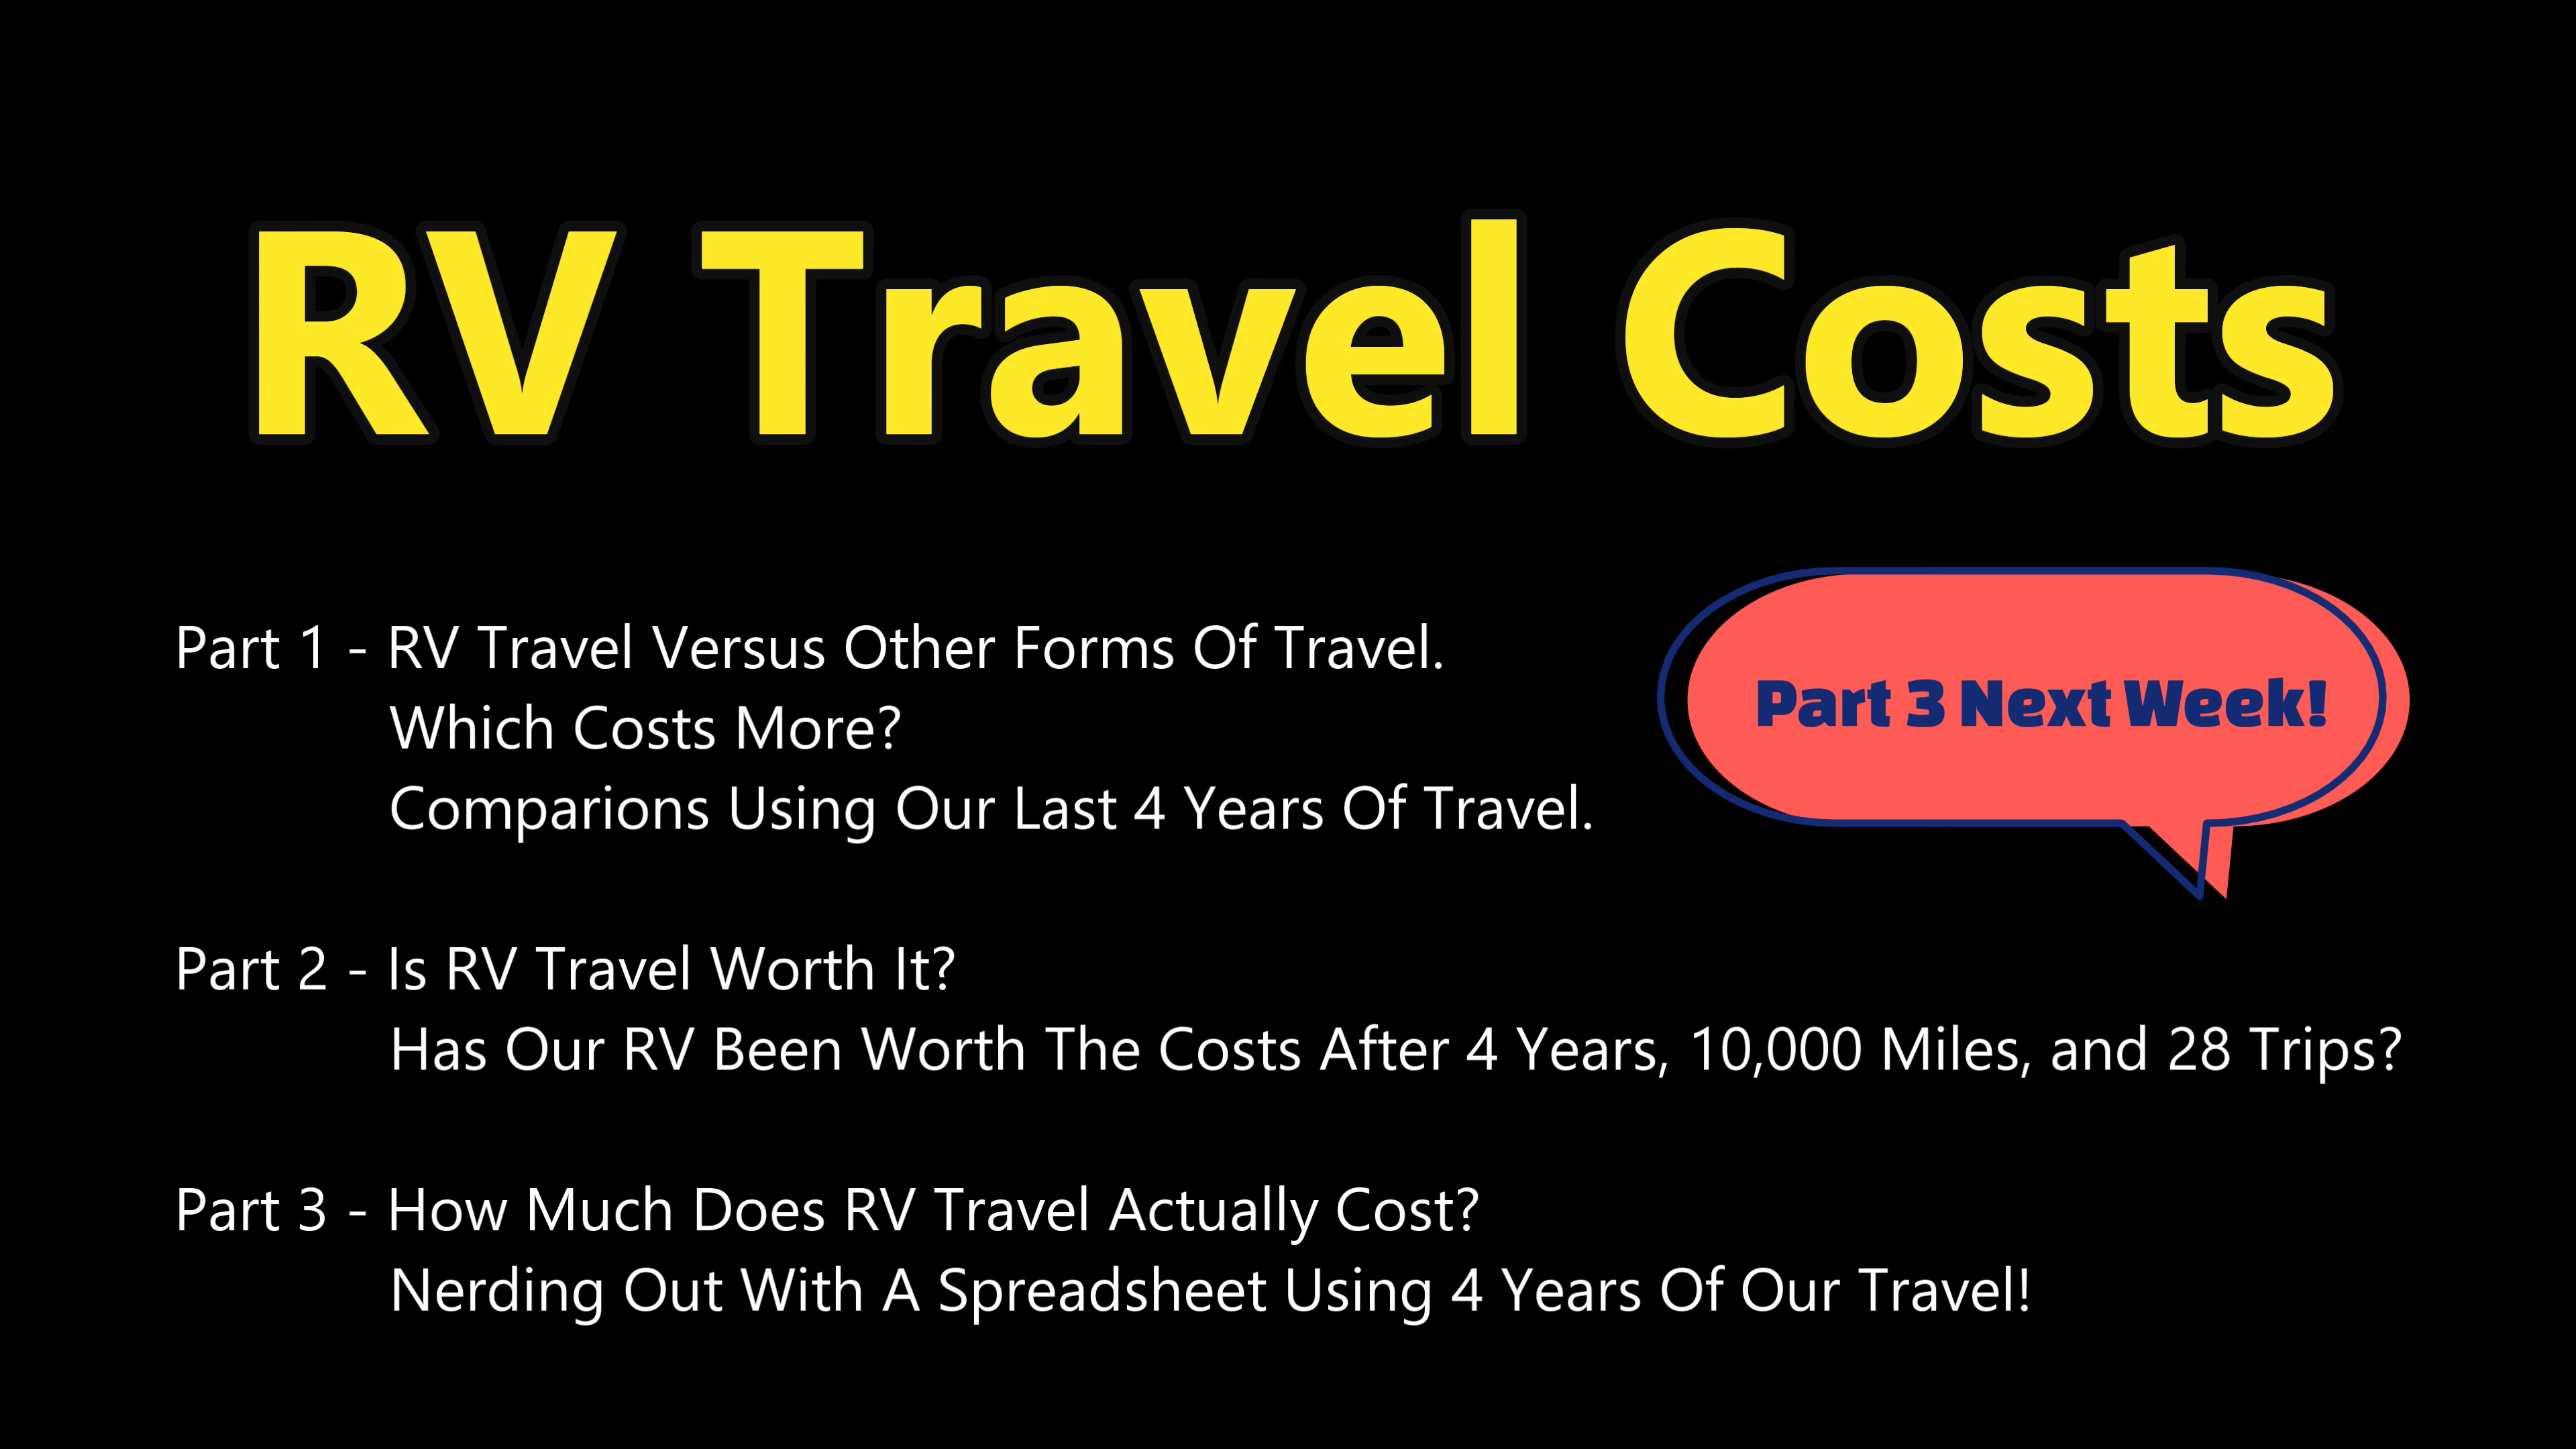 RV Travel Costs
Part 1 - RV Travel Versus Other Forms Of Travel.
Which Costs More?
Comparions Using Our Last 4 Years Of Travel.
Part 3 Next Week!
Part 2 - Is RV Travel Worth It?
Has Our RV Been Worth The Costs After 4 Years, 10,000 Miles, and 28 Trips?
Part 3 - How Much Does RV Travel Actually Cost?
Nerding Out With A Spreadsheet Using 4 Years Of Our Travel!